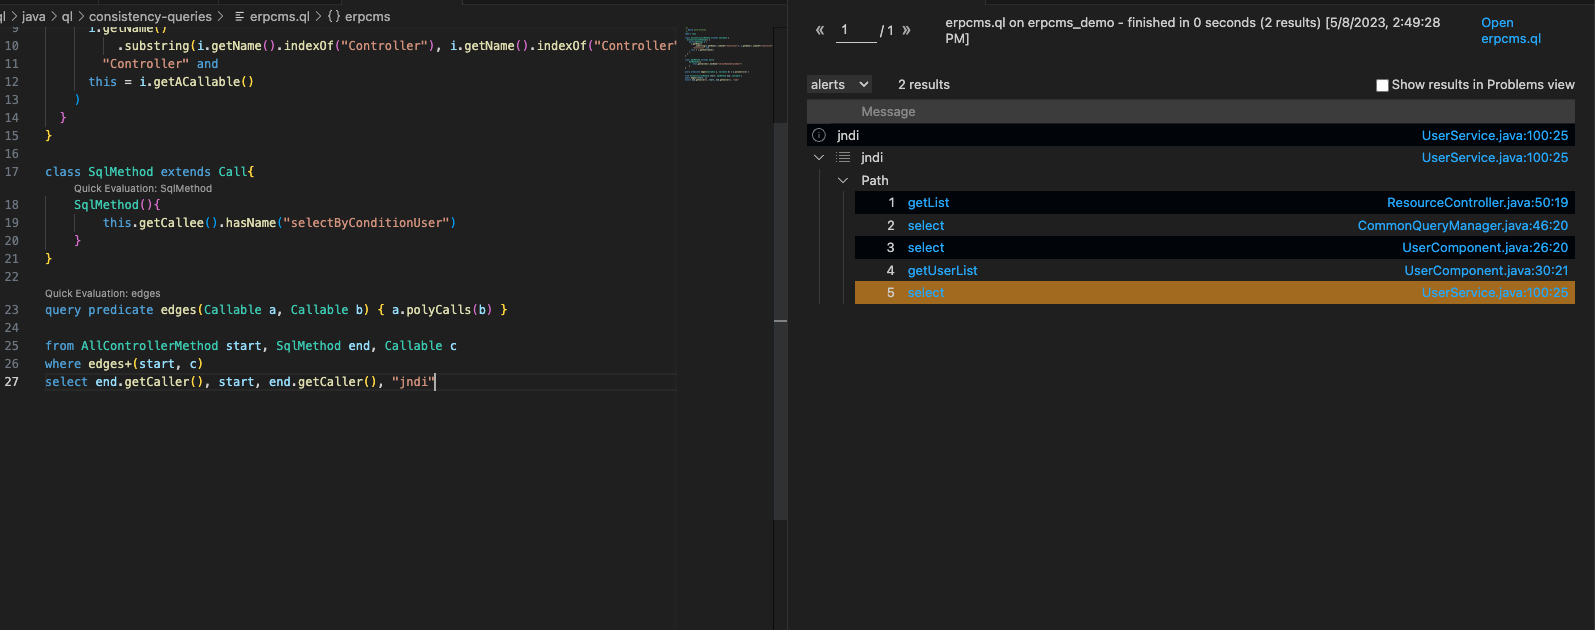 ql > java > ql > consistency-queries > erpcms.ql > {} erpcms
9 i.getName()
10 .substring(i.getName().indexOf("Controller"), i.getName().indexOf("Controller"
11 "Controller" and
12 this = i.getACallable()
13 )
14 }
15 }
16
17 class SqlMethod extends Call{
Quick Evaluation: SqlMethod
18 SqlMethod(){
19 this.getCallee().hasName("selectByConditionUser")
20 }
21 }
22
Quick Evaluation: edges
23 query predicate edges(Callable a, Callable b) { a.polyCalls(b) }
24
25 from AllControllerMethod start, SqlMethod end, Callable c
26 where edges+(start, c)
27 select end.getCaller(), start, end.getCaller(), "jndi"
« 1 / 1 »
erpcms.ql on erpcms_demo - finished in 0 seconds (2 results) [5/8/2023, 2:49:28
PM]
Open
erpcms.ql
alerts 2 results Show results in Problems view
Message
jndi UserService.java:100:25
jndi UserService.java:100:25
Path
1 getList ResourceController.java:50:19
2 select CommonQueryManager.java:46:20
3 select UserComponent.java:26:20
4 getUserList UserComponent.java:30:21
5 select UserService.java:100:25